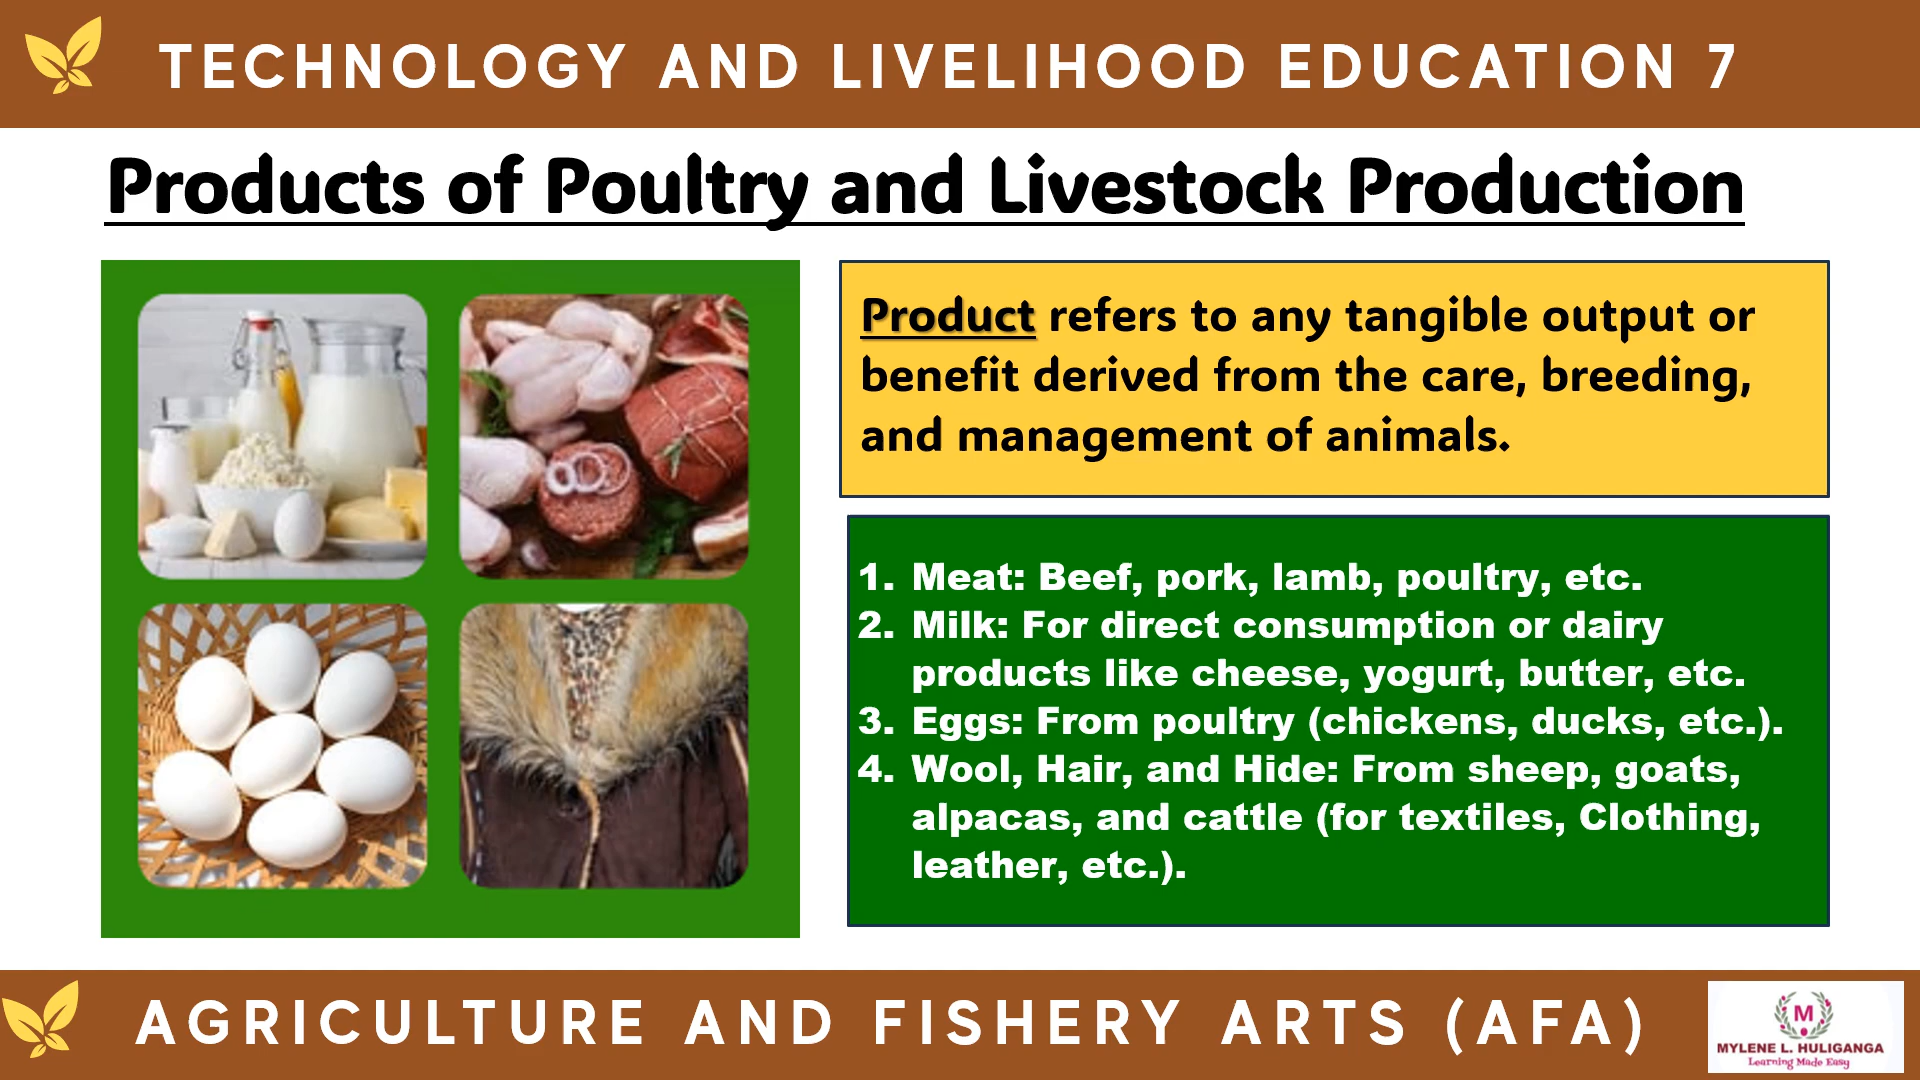 TECHNOLOGY AND LIVELIHOOD EDUCATION 7
Products of Poultry and Livestock Production
Product refers to any tangible output or
benefit derived from the care, breeding,
and management of animals.
1. Meat: Beef, pork, lamb, poultry, etc.
2. Milk: For direct consumption or dairy
products like cheese, yogurt, butter, etc.
3. Eggs: From poultry (chickens, ducks, etc.).
4. Wool, Hair, and Hide: From sheep, goats,
alpacas, and cattle (for textiles, Clothing,
leather, etc.).
AGRICULTURE AND FISHERY ARTS (AFA)
M
MYLENE L. HULIGANGA
Learning Made Easy